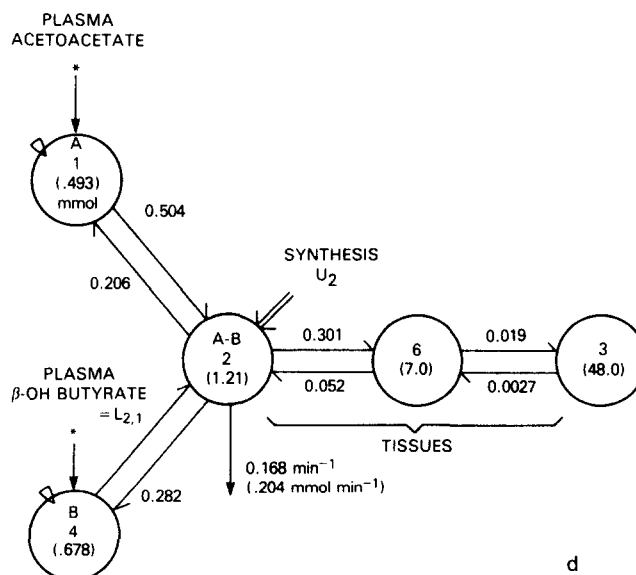 PLASMA
ACETOACETATE
*
A
1
(.493)
mmol
0.504
0.206
SYNTHESIS
U2
A-B
2
(1.21)
0.301
0.052
6
(7.0)
0.019
0.0027
3
(48.0)
TISSUES
PLASMA
β-OH BUTYRATE
= L2,1
*
0.282
0.168 min⁻¹
(.204 mmol min⁻¹)
B
4
(.678)
d